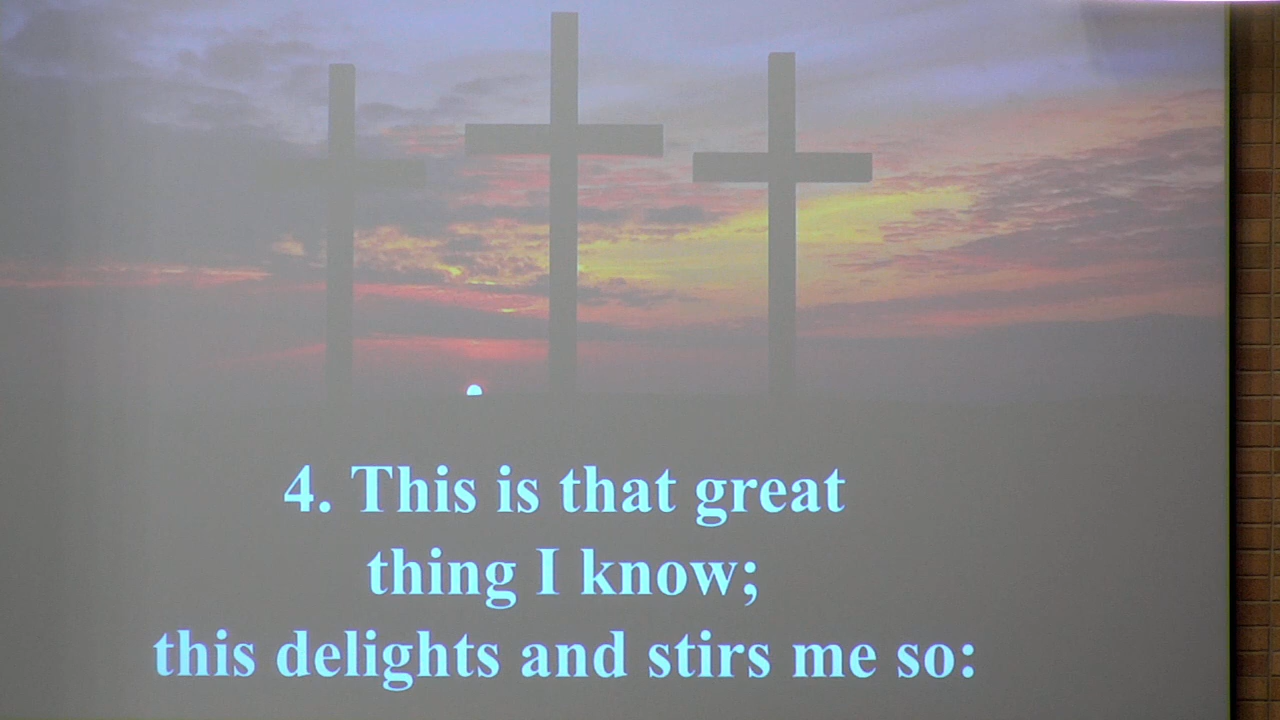 4. This is that great
thing I know;
this delights and stirs me so: